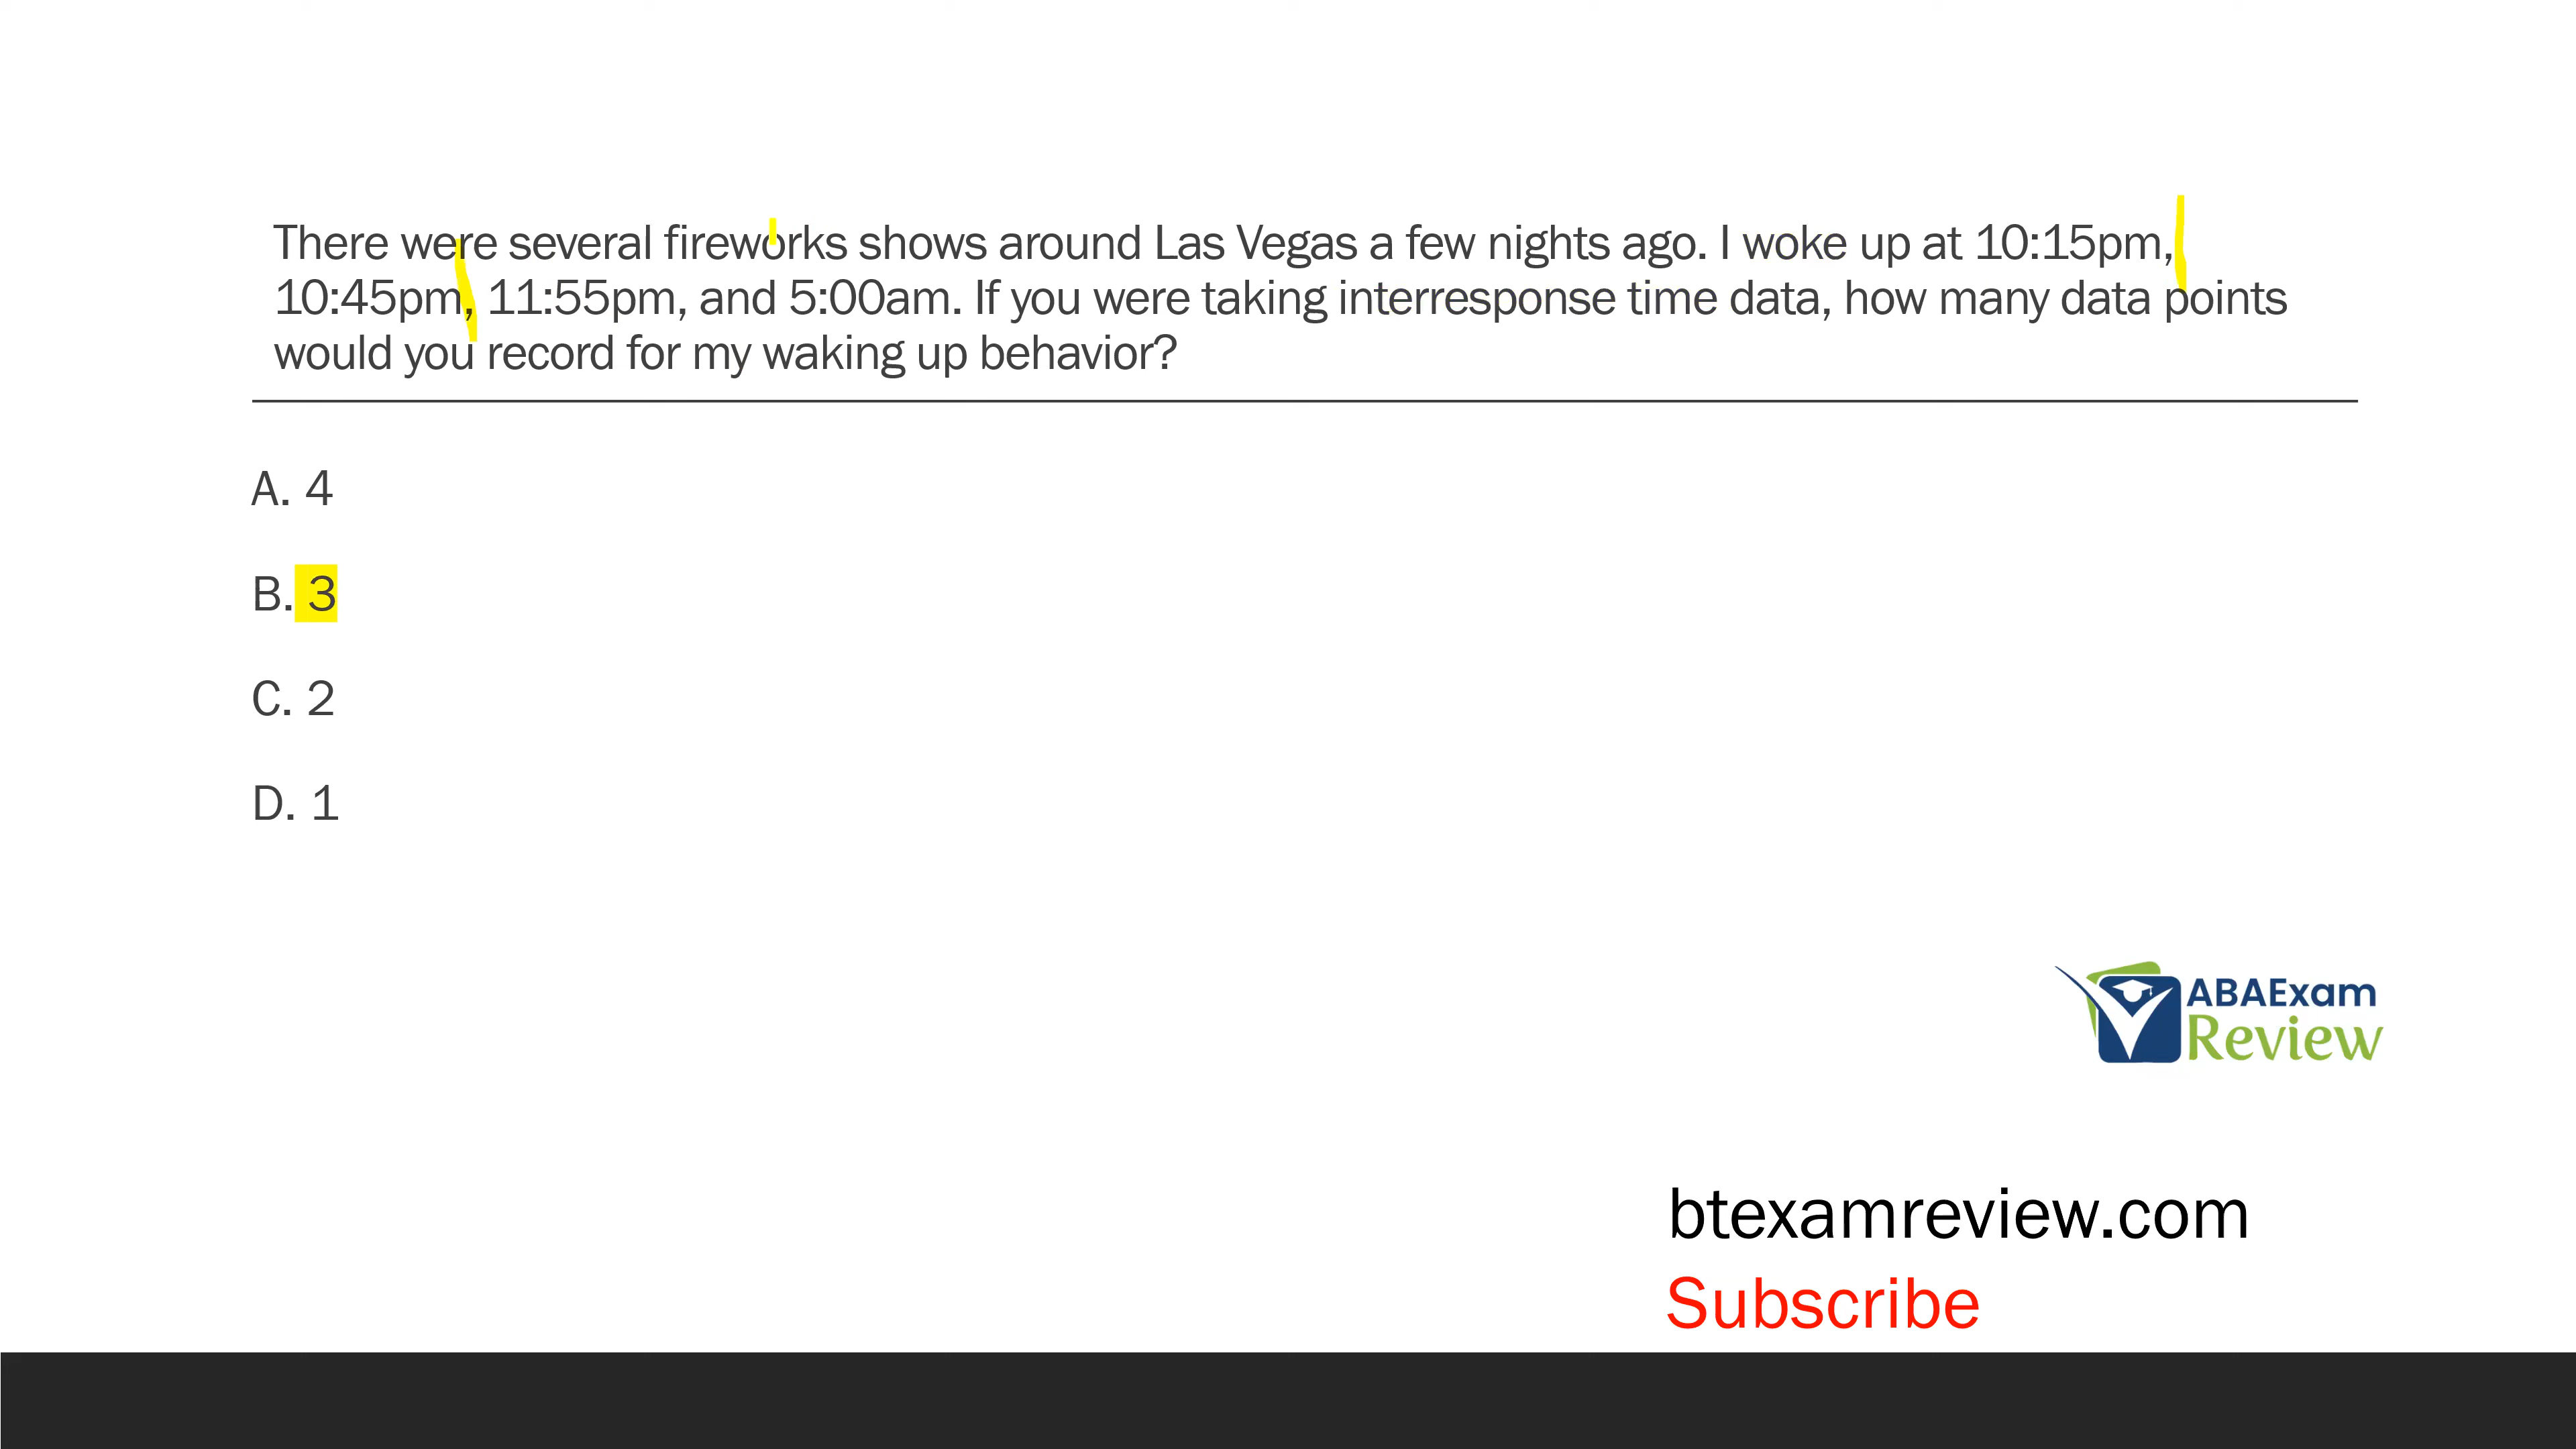 There were several fireworks shows around Las Vegas a few nights ago. I woke up at 10:15pm,
10:45pm, 11:55pm, and 5:00am. If you were taking interresponse time data, how many data points
would you record for my waking up behavior?
A. 4
B. 3
C. 2
D. 1
ABAExam
Review
btexamreview.com
Subscribe